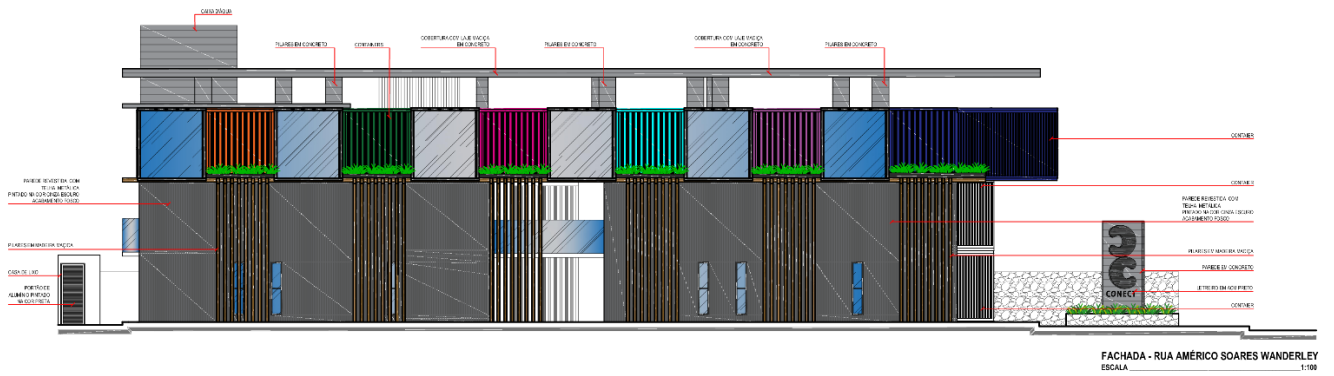 CAIXA D'ÁGUA
PILARES EM CONCRETO
CONTAINERS
COBERTURA COM LAJE MACIÇA
EM CONCRETO
PILARES EM CONCRETO
COBERTURA COM LAJE MACIÇA
EM CONCRETO
PILARES EM CONCRETO
CONTAINER
PAREDE REVESTIDA COM
TELHA METÁLICA
PINTADO NA COR CINZA ESCURO
ACABAMENTO FOSCO
CONTAINER
PAREDE REVESTIDA COM
TELHA METÁLICA
PINTADO NA COR CINZA ESCURO
ACABAMENTO FOSCO
PILARES EM MADEIRA MACIÇA
PILARES EM MADEIRA MACIÇA
CASA DE LIXO
PAREDE EM CONCRETO
PORTÃO DE
ALUMINIO PINTADO
NA COR PRETA
CONECT
LETREIRO EM ACM PRETO
CONTAINER
FACHADA - RUA AMÉRICO SOARES WANDERLEY
ESCALA 1:100